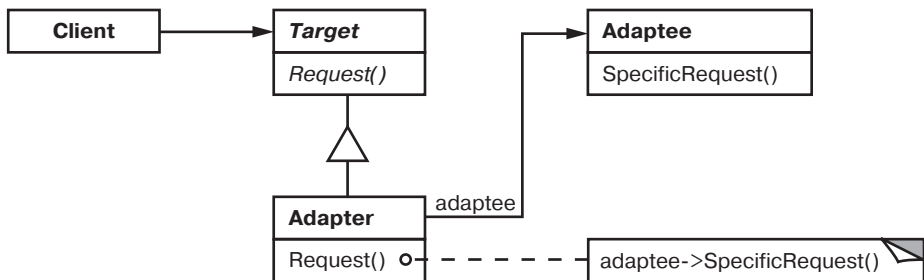 Client
Target
Request()
Adaptee
SpecificRequest()
Adapter
Request()
adaptee
adaptee->SpecificRequest()